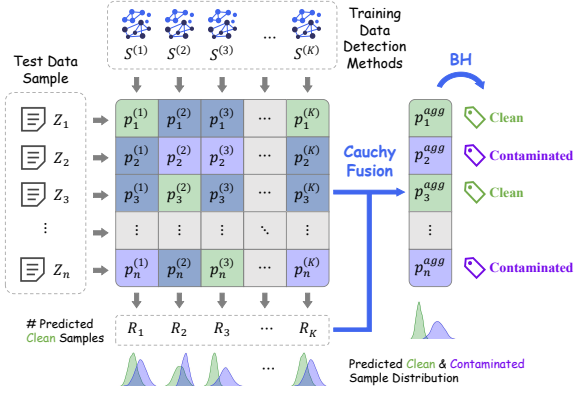 S^(1) S^(2) S^(3) ... S^(K)
Training
Data
Detection
Methods
Test Data
Sample
BH
Z_1 p_1^(1) p_1^(2) p_1^(3) ... p_1^(K) p_1^agg Clean
Z_2 p_2^(1) p_2^(2) p_2^(3) ... p_2^(K) p_2^agg Contaminated
Cauchy
Fusion
Z_3 p_3^(1) p_3^(2) p_3^(3) ... p_3^(K) p_3^agg Clean
⋮ ⋮ ⋮ ⋮ ⋱ ⋮ ⋮
Z_n p_n^(1) p_n^(2) p_n^(3) ... p_n^(K) p_n^agg Contaminated
# Predicted
Clean Samples
R_1 R_2 R_3 ... R_K
...
Predicted Clean & Contaminated
Sample Distribution